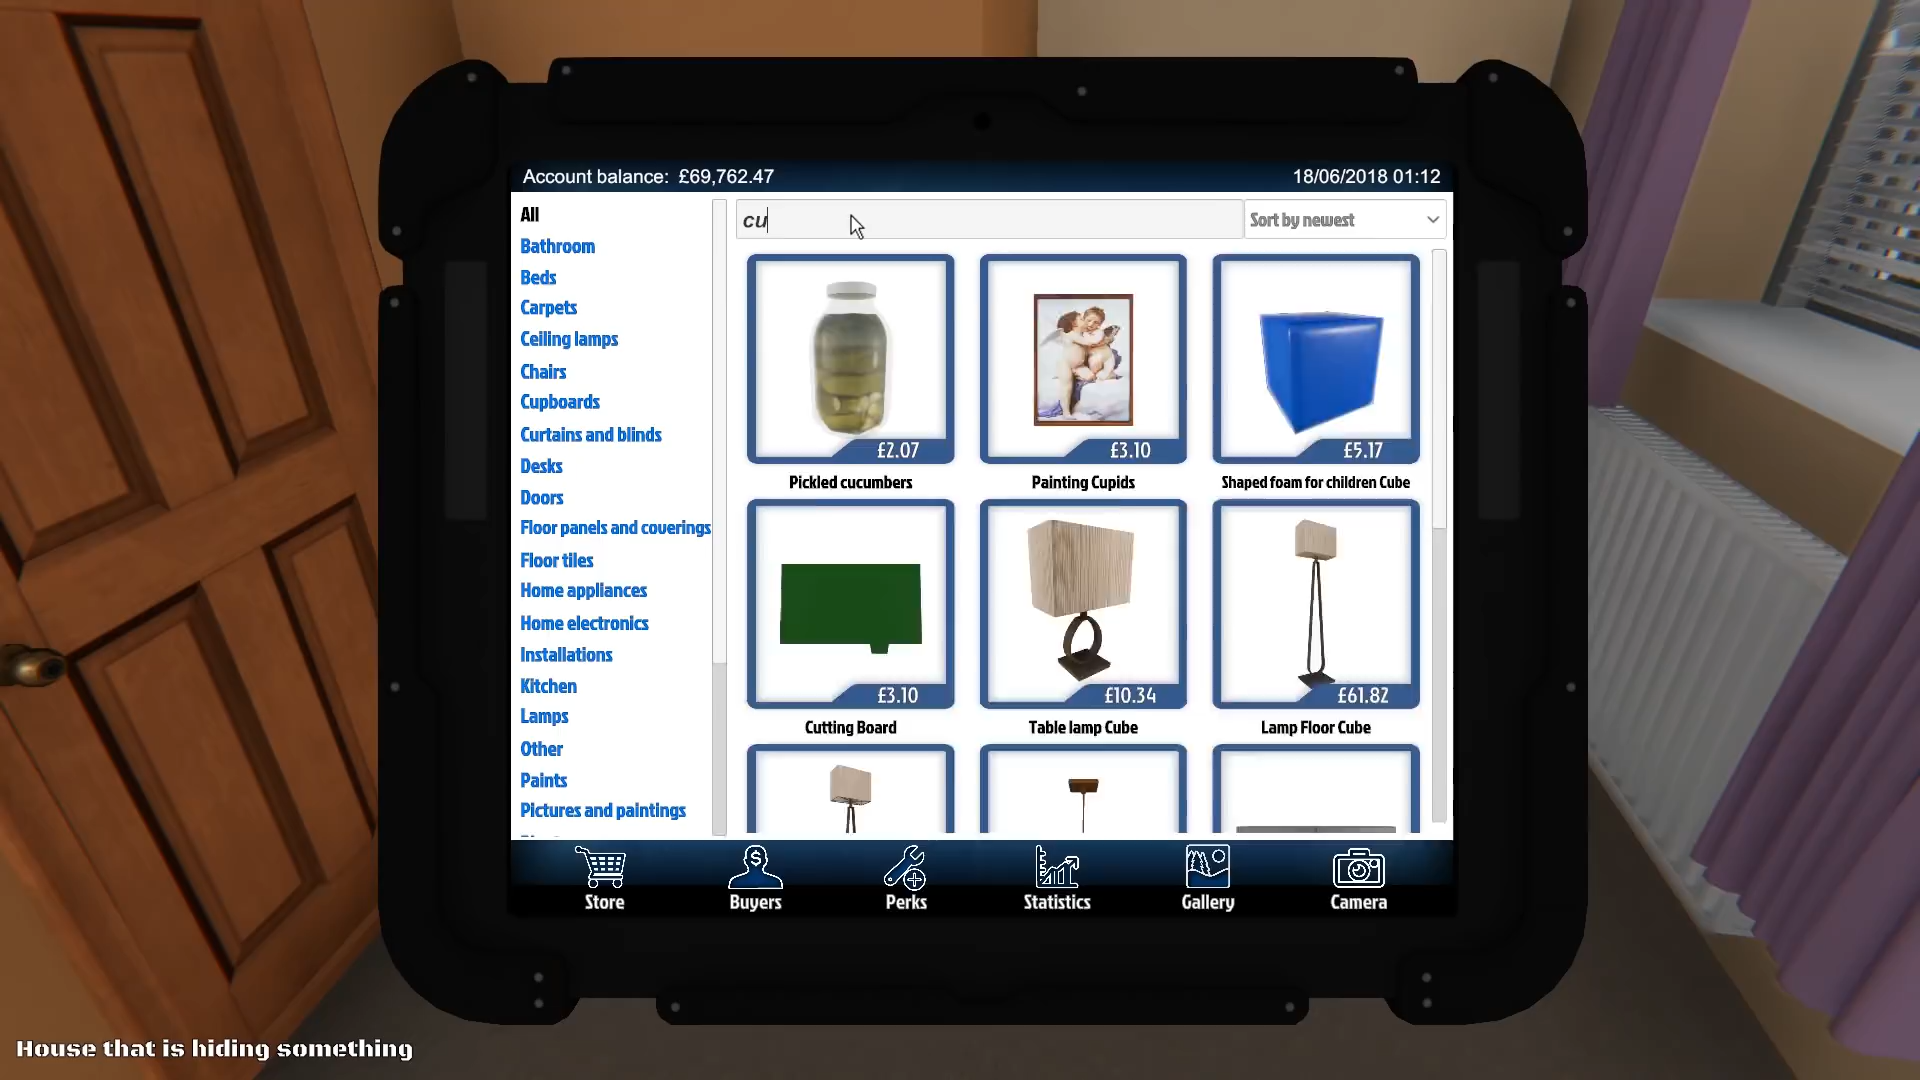 Account balance: £69,762.47
18/06/2018 01:12
All
Bathroom
Beds
Carpets
Ceiling lamps
Chairs
Cupboards
Curtains and blinds
Desks
Doors
Floor panels and coverings
Floor tiles
Home appliances
Home electronics
Installations
Kitchen
Lamps
Other
Paints
Pictures and paintings
cu
Sort by newest
£2.07
£3.10
£5.17
Pickled cucumbers
Painting Cupids
Shaped foam for children Cube
£3.10
£10.34
£61.82
Cutting Board
Table lamp Cube
Lamp Floor Cube
Store
Buyers
Perks
Statistics
Gallery
Camera
House that is hiding something